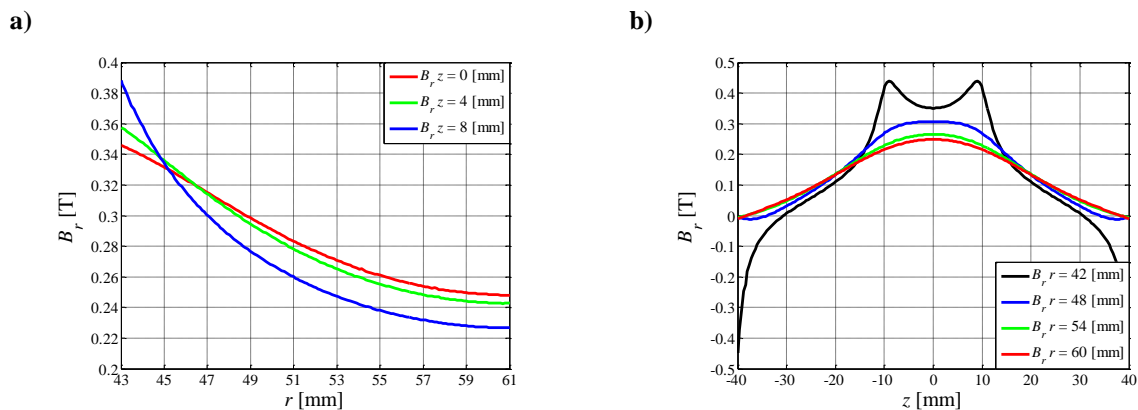 a)
b)
0.4
0.38
0.36
0.34
0.32
0.3
0.28
0.26
0.24
0.22
0.2
B_r [T]
43 45 47 49 51 53 55 57 59 61
r [mm]
B_r z = 0 [mm]
B_r z = 4 [mm]
B_r z = 8 [mm]
0.5
0.4
0.3
0.2
0.1
0
-0.1
0.2
0.3
0.4
-0.5
B_r [T]
-40 -30 -20 -10 0 10 20 30 40
z [mm]
B_r r = 42 [mm]
B_r r = 48 [mm]
B_r r = 54 [mm]
B_r r = 60 [mm]